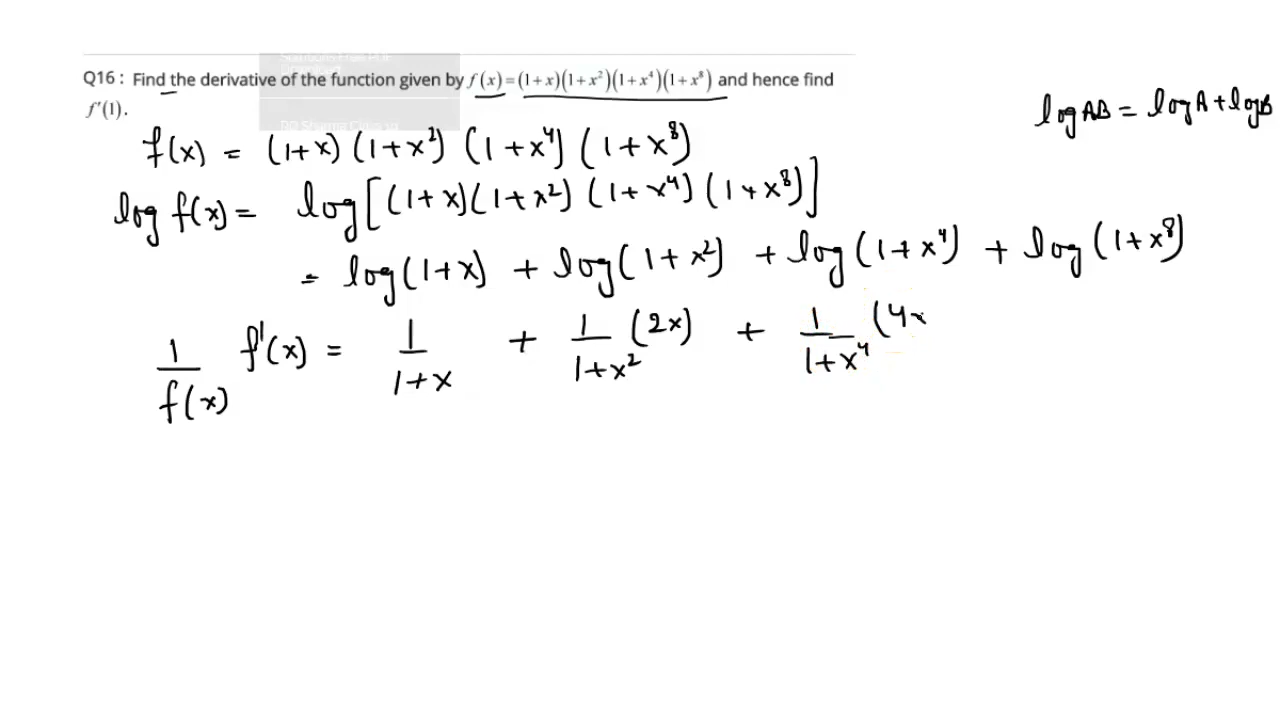 Q16 : Find the derivative of the function given by f(x)=(1+x)(1+x²)(1+x⁴)(1+x⁸) and hence find
f'(1).
log AB = log A + log B
f(x) = (1+x) (1+x²) (1+x⁴) (1+x⁸)
log f(x) = log [(1+x)(1+x²) (1+x⁴) (1+x⁸)]
= log(1+x) + log(1+x²) + log(1+x⁴) + log(1+x⁸)
1/f(x) f'(x) = 1/1+x + 1/1+x² (2x) + 1/1+x⁴ (4x